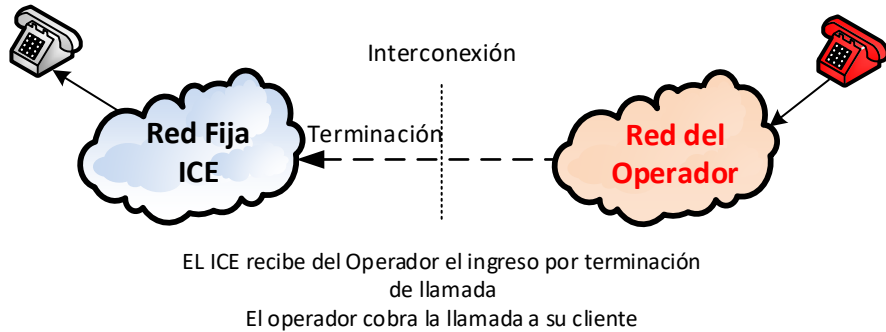 Interconexión
Red Fija
ICE
Terminación
Red del
Operador
EL ICE recibe del Operador el ingreso por terminación
de llamada
El operador cobra la llamada a su cliente